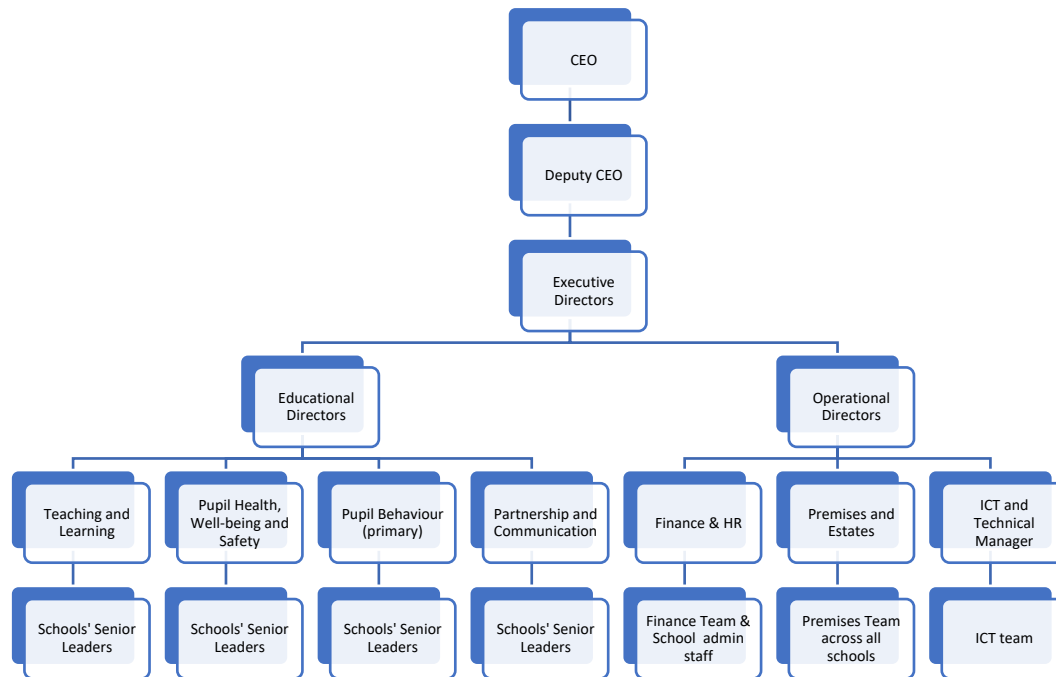 CEO
Deputy CEO
Executive
Directors
Educational
Directors
Operational
Directors
Teaching and
Learning
Pupil Health,
Well-being and
Safety
Pupil Behaviour
(primary)
Partnership and
Communication
Finance & HR
Premises and
Estates
ICT and
Technical
Manager
Schools' Senior
Leaders
Schools' Senior
Leaders
Schools' Senior
Leaders
Schools' Senior
Leaders
Finance Team &
School admin
staff
Premises Team
across all
schools
ICT team